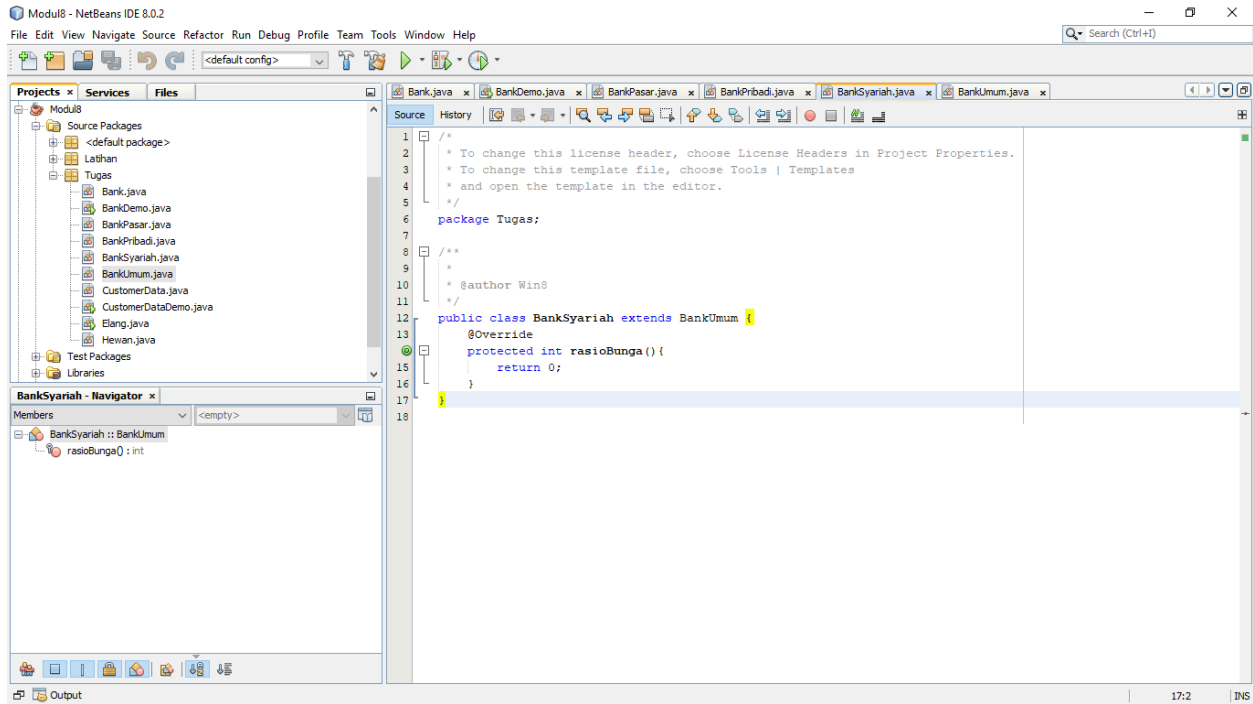 Modul8 - NetBeans IDE 8.0.2
File Edit View Navigate Source Refactor Run Debug Profile Team Tools Window Help
Search (Ctrl+I)
<default config>
Projects Services Files
Modul8
Source Packages
<default package>
Latihan
Tugas
Bank.java
BankDemo.java
BankPasar.java
BankPribadi.java
BankSyariah.java
BankUmum.java
CustomerData.java
CustomerDataDemo.java
Elang.java
Hewan.java
Test Packages
Libraries
BankSyariah - Navigator
Members <empty>
BankSyariah :: BankUmum
rasioBunga() : int
Bank.java BankDemo.java BankPasar.java BankPribadi.java BankSyariah.java BankUmum.java
Source History
1 /*
2 * To change this license header, choose License Headers in Project Properties.
3 * To change this template file, choose Tools | Templates
4 * and open the template in the editor.
5 */
6 package Tugas;
7
8 /**
9 *
10 * @author Win8
11 */
12 public class BankSyariah extends BankUmum {
13 @Override
protected int rasioBunga(){
15 return 0;
16 }
17 }
18
Output
17:2 INS